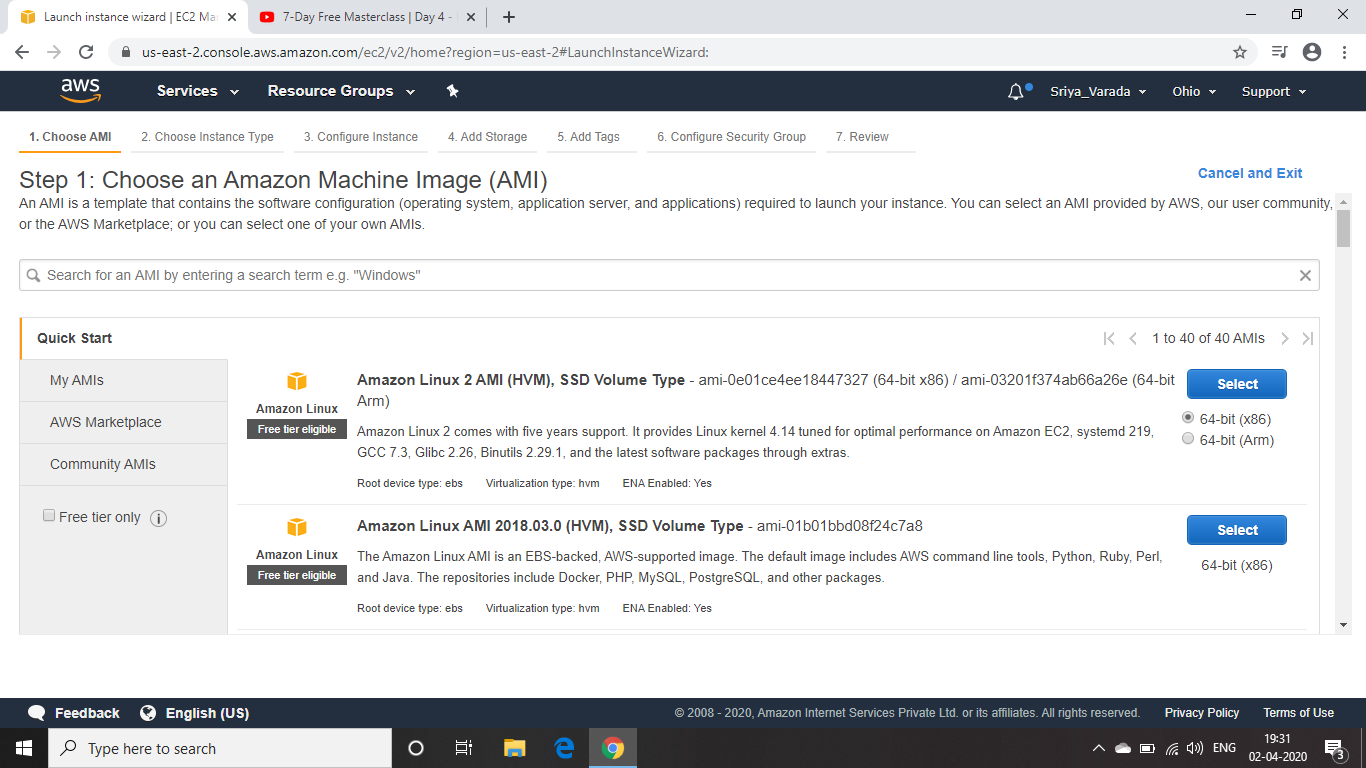 Launch instance wizard | EC2 Mar
7-Day Free Masterclass | Day 4 -
us-east-2.console.aws.amazon.com/ec2/v2/home?region=us-east-2#LaunchInstanceWizard:
aws
Services
Resource Groups
Sriya_Varada
Ohio
Support
1. Choose AMI
2. Choose Instance Type
3. Configure Instance
4. Add Storage
5. Add Tags
6. Configure Security Group
7. Review
Step 1: Choose an Amazon Machine Image (AMI)
Cancel and Exit
An AMI is a template that contains the software configuration (operating system, application server, and applications) required to launch your instance. You can select an AMI provided by AWS, our user community,
or the AWS Marketplace; or you can select one of your own AMIs.
Search for an AMI by entering a search term e.g. "Windows"
Quick Start
1 to 40 of 40 AMIs
My AMIs
AWS Marketplace
Community AMIs
Free tier only
Amazon Linux
Free tier eligible
Amazon Linux 2 AMI (HVM), SSD Volume Type - ami-0e01ce4ee18447327 (64-bit x86) / ami-03201f374ab66a26e (64-bit
Arm)
Amazon Linux 2 comes with five years support. It provides Linux kernel 4.14 tuned for optimal performance on Amazon EC2, systemd 219,
GCC 7.3, Glibc 2.26, Binutils 2.29.1, and the latest software packages through extras.
Root device type: ebs
Virtualization type: hvm
ENA Enabled: Yes
Select
64-bit (x86)
64-bit (Arm)
Amazon Linux
Free tier eligible
Amazon Linux AMI 2018.03.0 (HVM), SSD Volume Type - ami-01b01bbd08f24c7a8
The Amazon Linux AMI is an EBS-backed, AWS-supported image. The default image includes AWS command line tools, Python, Ruby, Perl,
and Java. The repositories include Docker, PHP, MySQL, PostgreSQL, and other packages.
Root device type: ebs
Virtualization type: hvm
ENA Enabled: Yes
Select
64-bit (x86)
Feedback
English (US)
© 2008 - 2020, Amazon Internet Services Private Ltd. or its affiliates. All rights reserved.
Privacy Policy
Terms of Use
Type here to search
ENG
19:31
02-04-2020
3